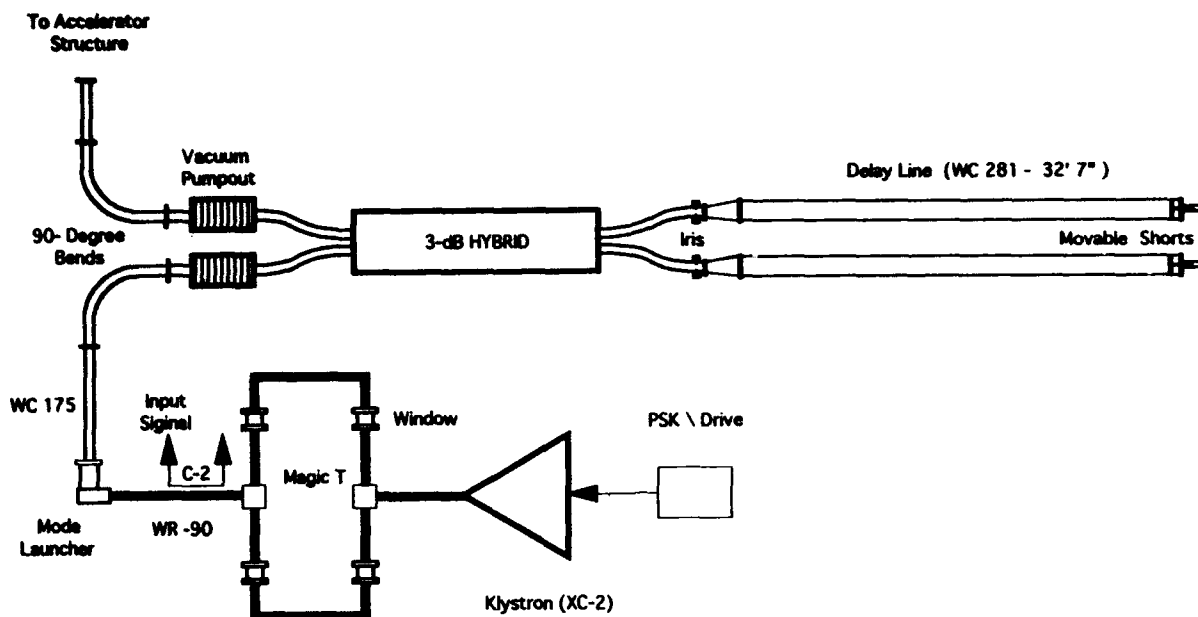 To Accelerator
Structure
Vacuum
Pumpout
Delay Line (WC 281 - 32' 7" )
90- Degree
Bends
3-dB HYBRID
Iris
Movable Shorts
WC 175
Input
Siginal
C-2
Window
PSK \ Drive
Magic T
Mode
Launcher
WR -90
Klystron (XC-2)